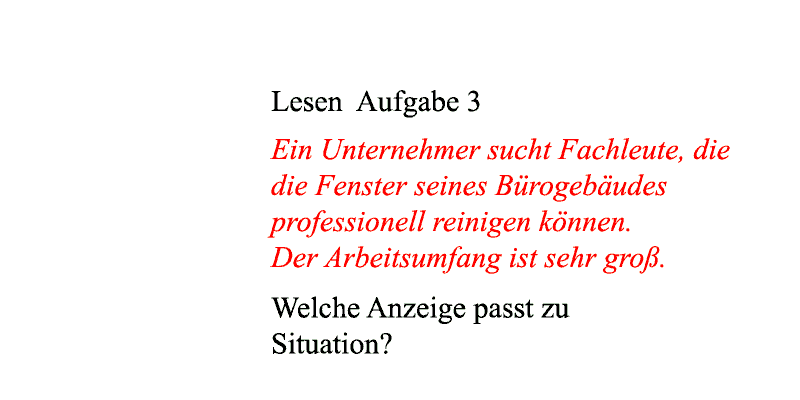 Lesen Aufgabe 3
Ein Unternehmer sucht Fachleute, die
die Fenster seines Bürogebäudes
professionell reinigen können.
Der Arbeitsumfang ist sehr groß.
Welche Anzeige passt zu
Situation?